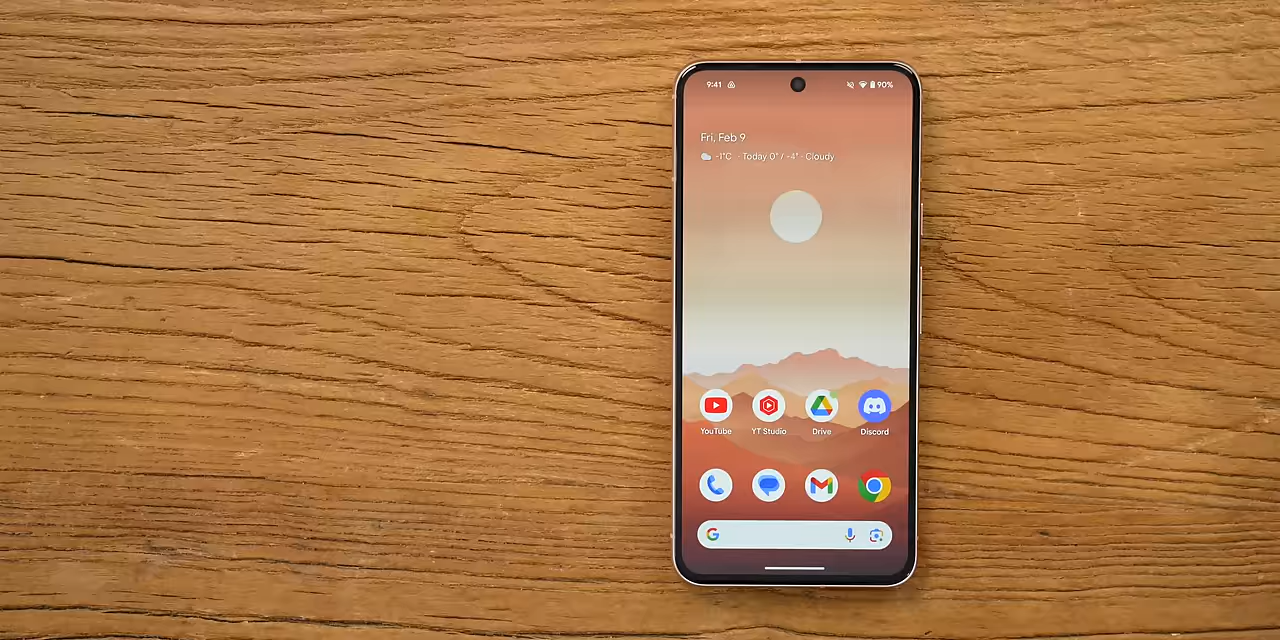 9:41 90%
Fri, Feb 9
-1°C · Today 0° / -4° · Cloudy
YouTube YT Studio Drive Discord